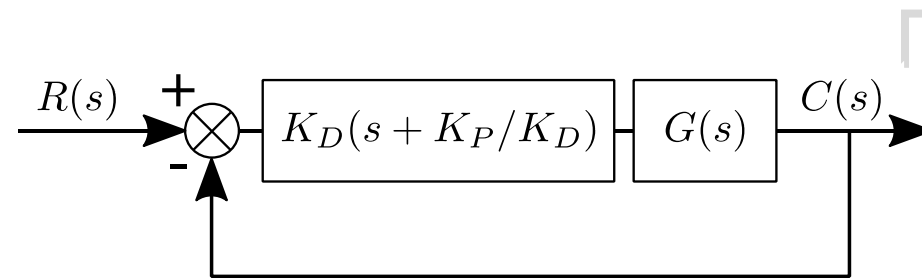 R(s)
+
-
K_D(s + K_P/K_D)
G(s)
C(s)